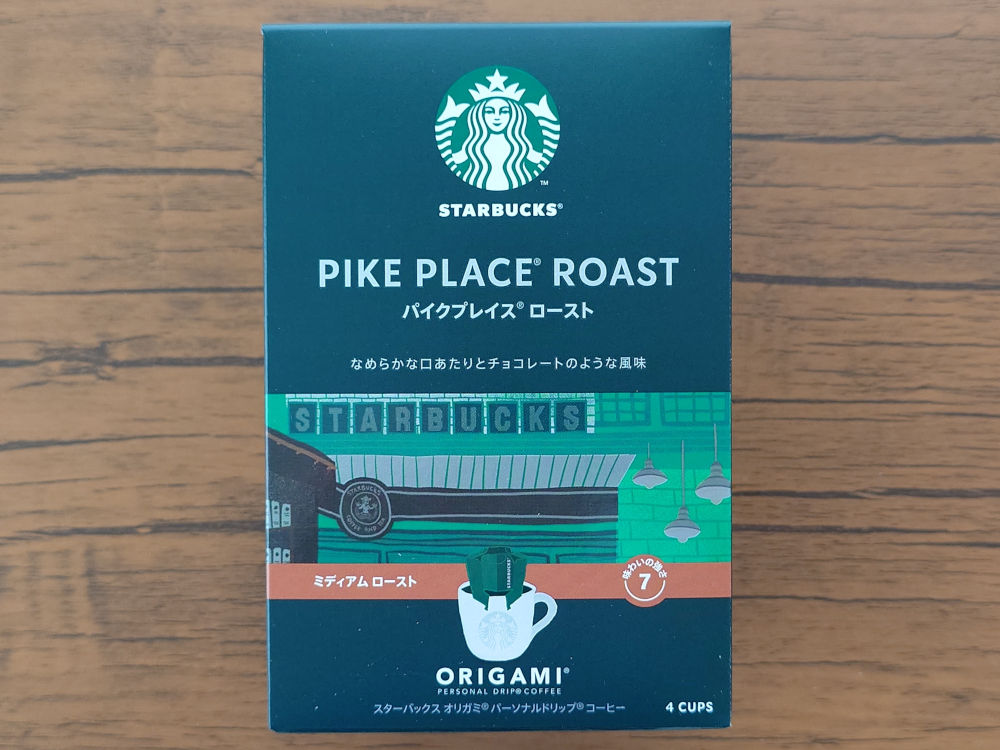 TM
STARBUCKS®
PIKE PLACE® ROAST
パイクプレイス® ロースト
なめらかな口あたりとチョコレートのような風味
STARBUCKS
STARBUCKS
ミディアム ロースト
味わいの強さ
7
STARBUCKS
ORIGAMI®
PERSONAL DRIP® COFFEE
スターバックス オリガミ® パーソナルドリップ® コーヒー
4 CUPS